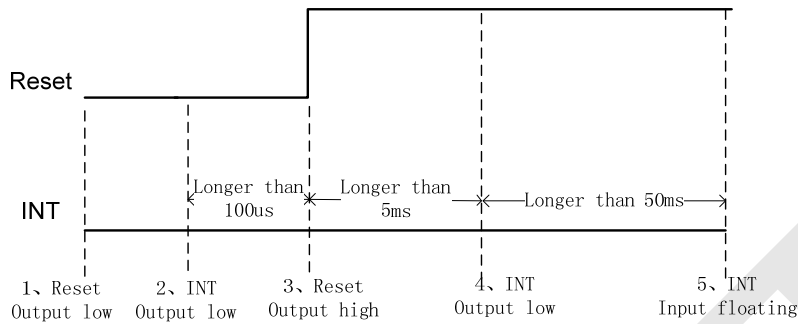 Reset
Longer than
100us
Longer than
5ms
Longer than 50ms
INT
1、Reset
Output low
2、INT
Output low
3、Reset
Output high
4、INT
Output low
5、INT
Input floating